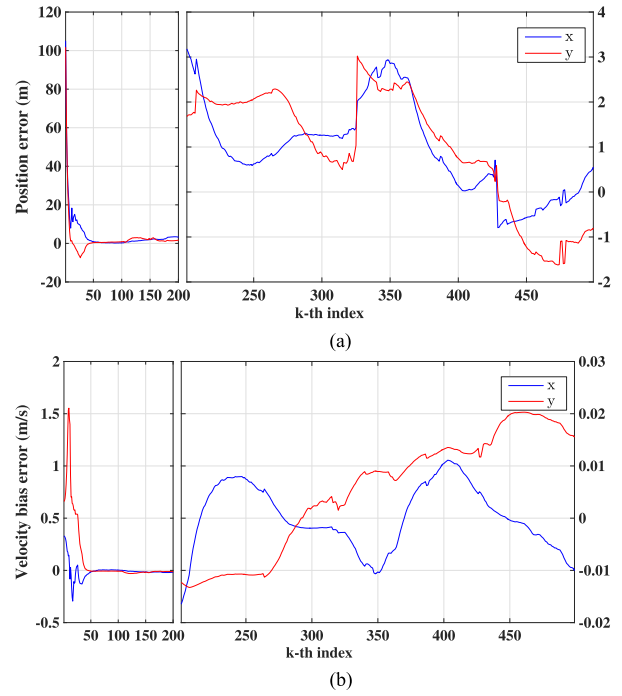 120
100
80
60
40
20
0
-20
Position error (m)
50 100 150 200
250 300 350 400 450
k-th index
4
3
2
1
0
-1
-2
x
y
(a)
2
1.5
1
0.5
0
-0.5
Velocity bias error (m/s)
50 100 150 200
250 300 350 400 450
k-th index
0.03
0.02
0.01
0
-0.01
-0.02
x
y
(b)